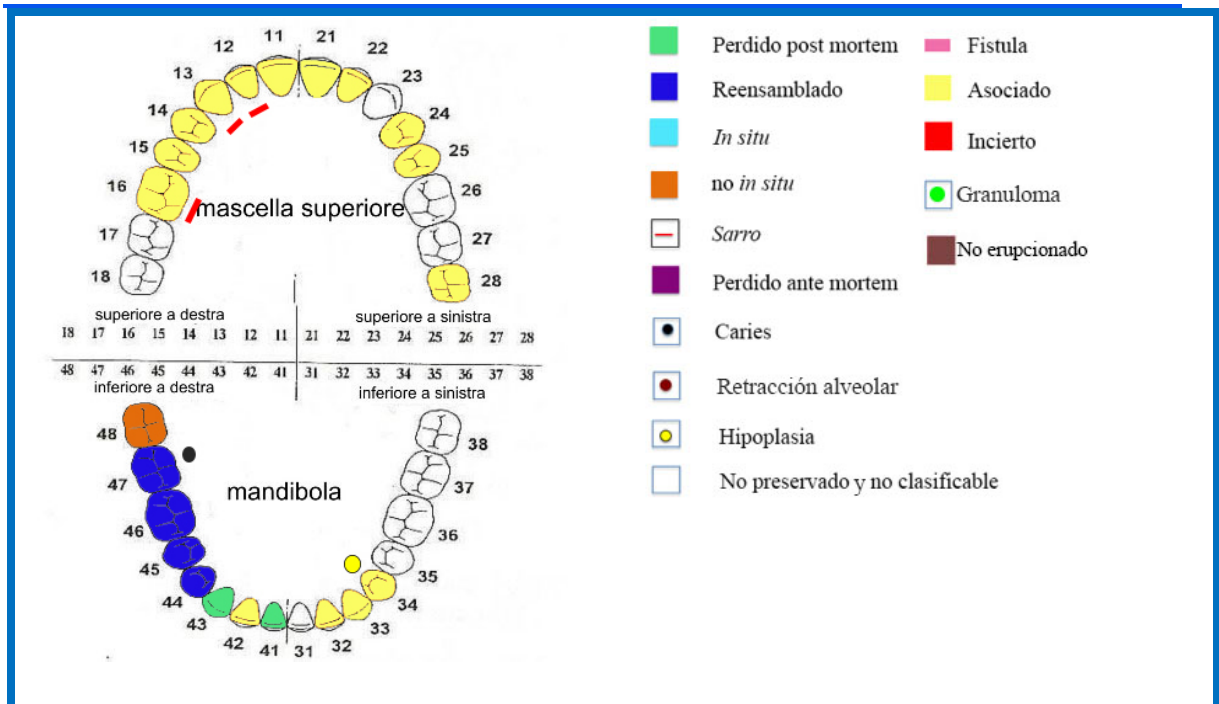 11 21
12 22
13 23
14 24
15 25
16 26
mascella superiore
17 27
18 28
superiore a destra superiore a sinistra
18 17 16 15 14 13 12 11 21 22 23 24 25 26 27 28
48 47 46 45 44 43 42 41 31 32 33 34 35 36 37 38
inferiore a destra inferiore a sinistra
48 38
47 37
mandibola
46 36
45 35
44 34
43 33
42 41 31 32
Perdido post mortem
Reensamblado
In situ
no in situ
Sarro
Perdido ante mortem
Caries
Retracción alveolar
Hipoplasia
No preservado y no clasificable
Fistula
Asociado
Incierto
Granuloma
No erupcionado